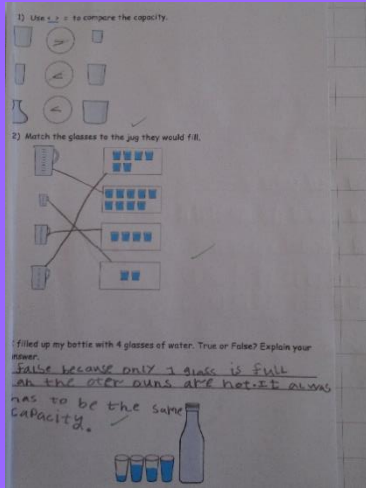 1) Use < > = to compare the capacity.
>
<
<
2) Match the glasses to the jug they would fill.
filled up my bottle with 4 glasses of water. True or False? Explain your
answer.
False because only 1 glass is full
an the oter ouns are not. It always
has to be the same
capacity.